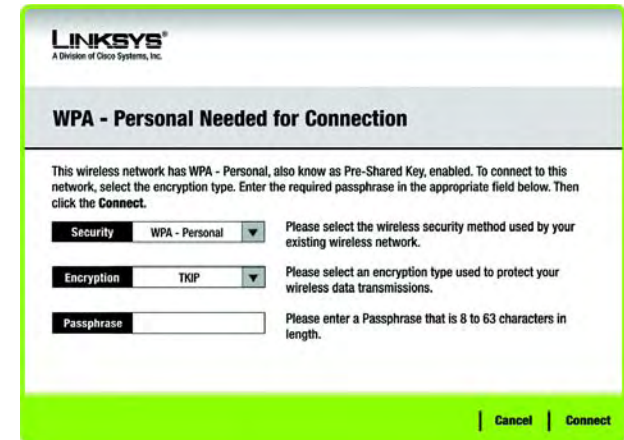 LINKSYS®
A Division of Cisco Systems, Inc.
WPA - Personal Needed for Connection
This wireless network has WPA - Personal, also know as Pre-Shared Key, enabled. To connect to this
network, select the encryption type. Enter the required passphrase in the appropriate field below. Then
click the Connect.
Security WPA - Personal Please select the wireless security method used by your
existing wireless network.
Encryption TKIP Please select an encryption type used to protect your
wireless data transmissions.
Passphrase Please enter a Passphrase that is 8 to 63 characters in
length.
Cancel Connect